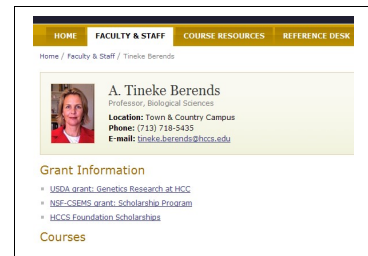 HOME FACULTY & STAFF COURSE RESOURCES REFERENCE DESK
Home / Faculty & Staff / Tineke Berends
A. Tineke Berends
Professor, Biological Sciences
Location: Town & Country Campus
Phone: (713) 718-5435
E-mail: tineke.berends@hccs.edu
Grant Information
USDA grant: Genetics Research at HCC
NSF-CSEMS grant: Scholarship Program
HCCS Foundation Scholarships
Courses